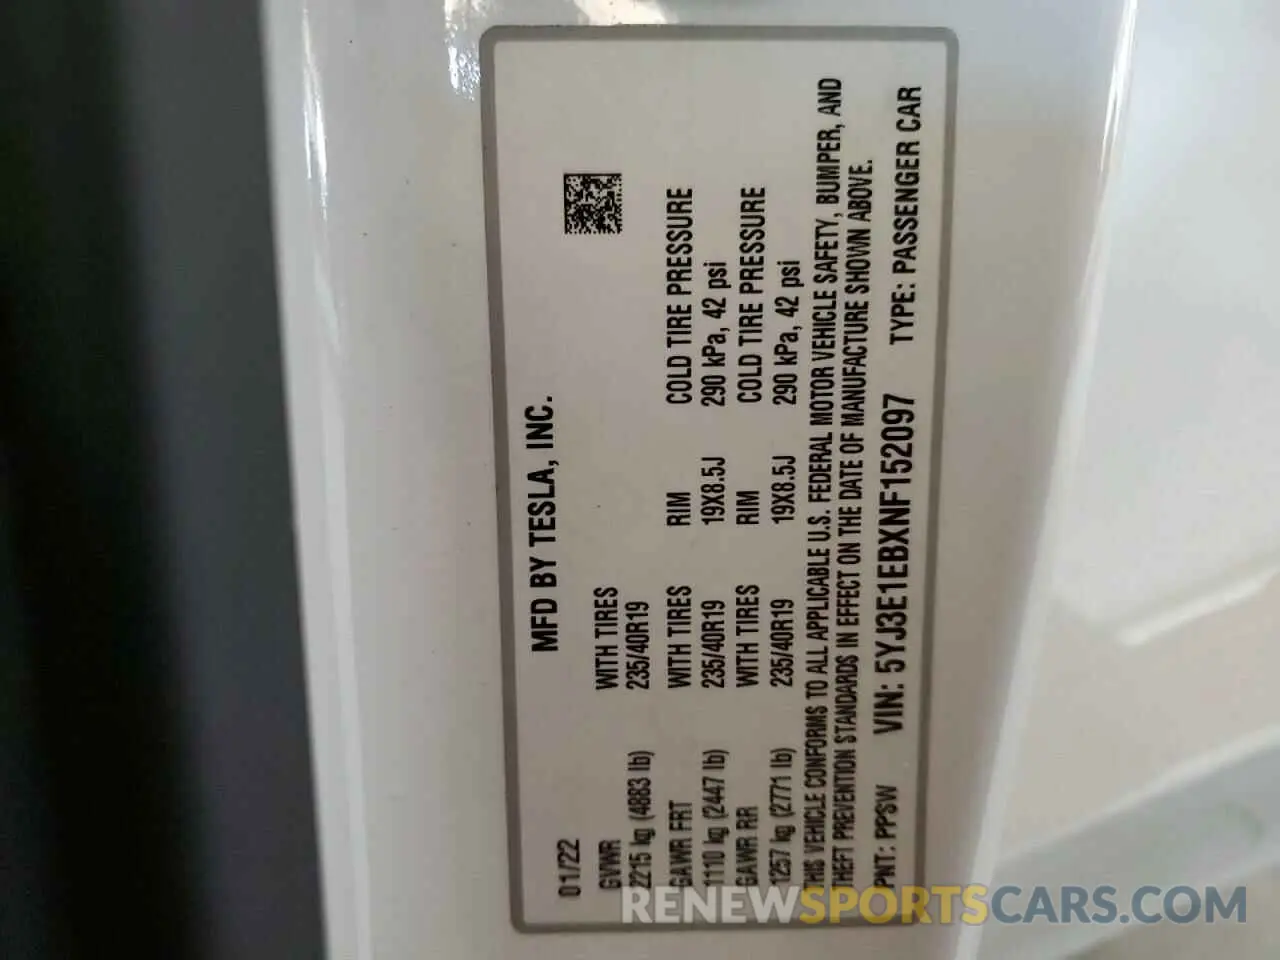 MFD BY TESLA, INC.
01/22
GVWR WITH TIRES
2215 kg (4883 lb) 235/40R19
GAWR FRT WITH TIRES RIM COLD TIRE PRESSURE
1110 kg (2447 lb) 235/40R19 19X8.5J 290 kPa, 42 psi
GAWR RR WITH TIRES RIM COLD TIRE PRESSURE
1257 kg (2771 lb) 235/40R19 19X8.5J 290 kPa, 42 psi
THIS VEHICLE CONFORMS TO ALL APPLICABLE U.S. FEDERAL MOTOR VEHICLE SAFETY, BUMPER, AND
THEFT PREVENTION STANDARDS IN EFFECT ON THE DATE OF MANUFACTURE SHOWN ABOVE.
PNT: PPSW VIN: 5YJ3E1EBXNF152097 TYPE: PASSENGER CAR
RENEWSPORTSCARS.COM